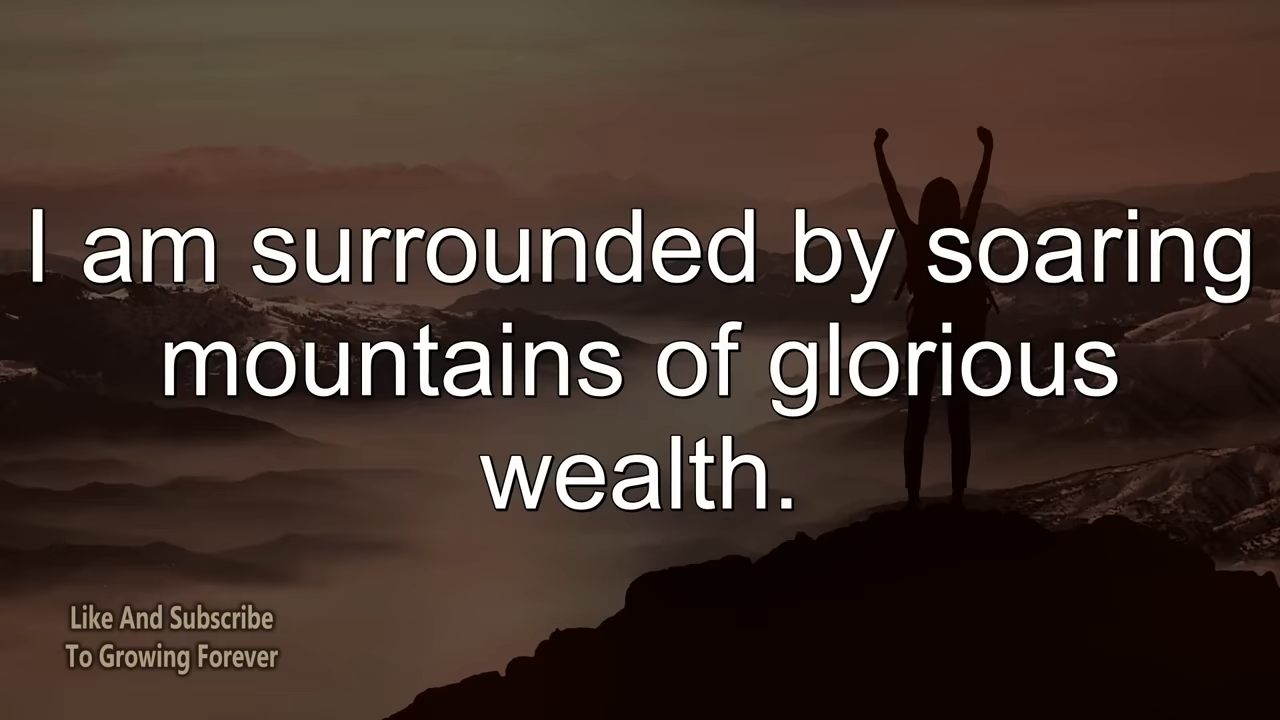 I am surrounded by soaring
mountains of glorious
wealth.
Like And Subscribe
To Growing Forever